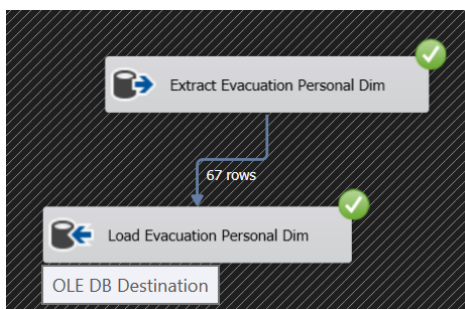 Extract Evacuation Personal Dim
67 rows
Load Evacuation Personal Dim
OLE DB Destination